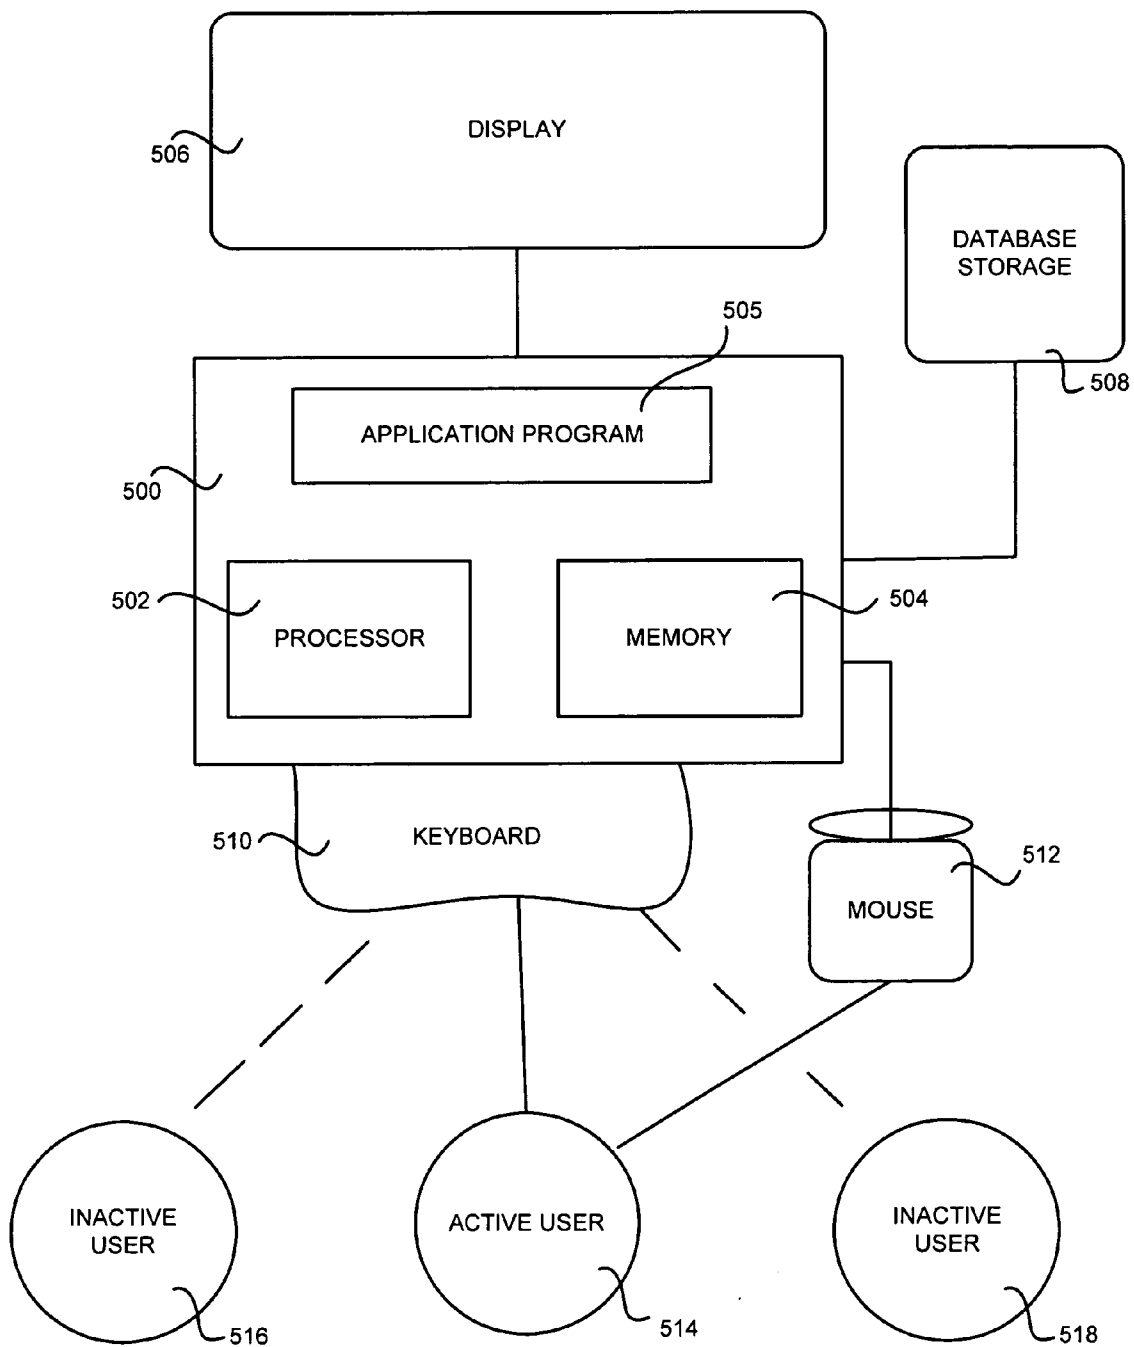 DISPLAY
506
DATABASE
STORAGE
508
505
APPLICATION PROGRAM
500
502
PROCESSOR
504
MEMORY
510
KEYBOARD
512
MOUSE
INACTIVE
USER
516
ACTIVE USER
514
INACTIVE
USER
518